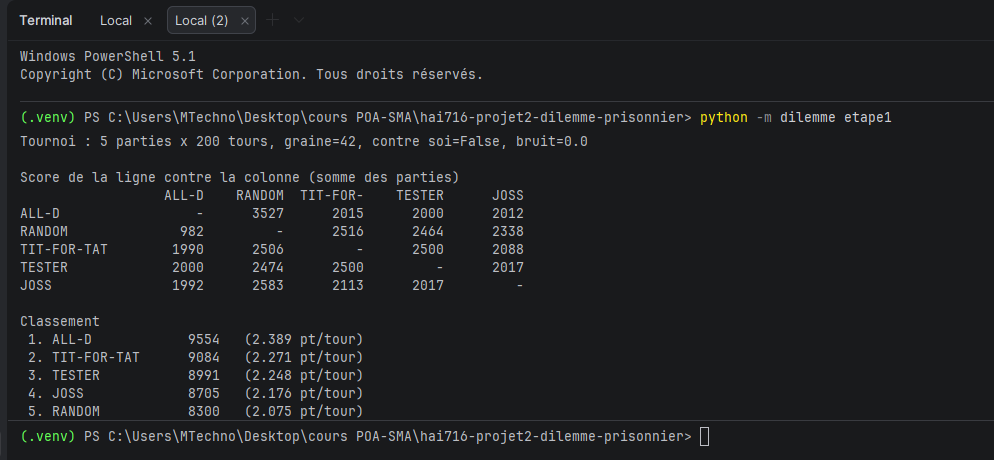 Terminal Local × Local (2) ×
Windows PowerShell 5.1
Copyright (C) Microsoft Corporation. Tous droits réservés.
(.venv) PS C:\Users\MTechno\Desktop\cours POA-SMA\hai716-projet2-dilemme-prisonnier> python -m dilemme etape1
Tournoi : 5 parties x 200 tours, graine=42, contre soi=False, bruit=0.0
Score de la ligne contre la colonne (somme des parties)
ALL-D RANDOM TIT-FOR- TESTER JOSS
ALL-D - 3527 2015 2000 2012
RANDOM 982 - 2516 2464 2338
TIT-FOR-TAT 1990 2506 - 2500 2088
TESTER 2000 2474 2500 - 2017
JOSS 1992 2583 2113 2017 -
Classement
1. ALL-D 9554 (2.389 pt/tour)
2. TIT-FOR-TAT 9084 (2.271 pt/tour)
3. TESTER 8991 (2.248 pt/tour)
4. JOSS 8705 (2.176 pt/tour)
5. RANDOM 8300 (2.075 pt/tour)
(.venv) PS C:\Users\MTechno\Desktop\cours POA-SMA\hai716-projet2-dilemme-prisonnier>